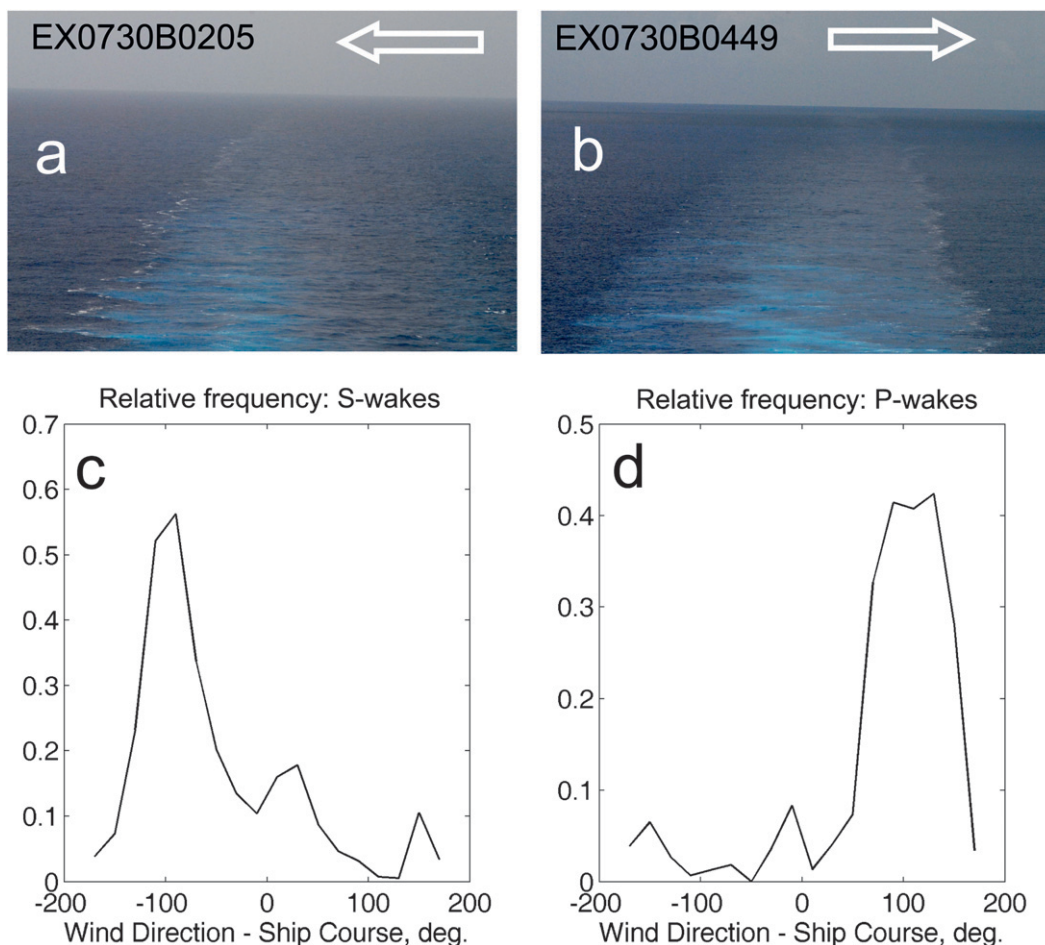 EX0730B0205
EX0730B0449
a
b
Relative frequency: S-wakes
Relative frequency: P-wakes
0.7
0.6
0.5
0.4
0.3
0.2
0.1
0
c
-200 -100 0 100 200
Wind Direction - Ship Course, deg.
0.5
0.4
0.3
0.2
0.1
0
d
-200 -100 0 100 200
Wind Direction - Ship Course, deg.